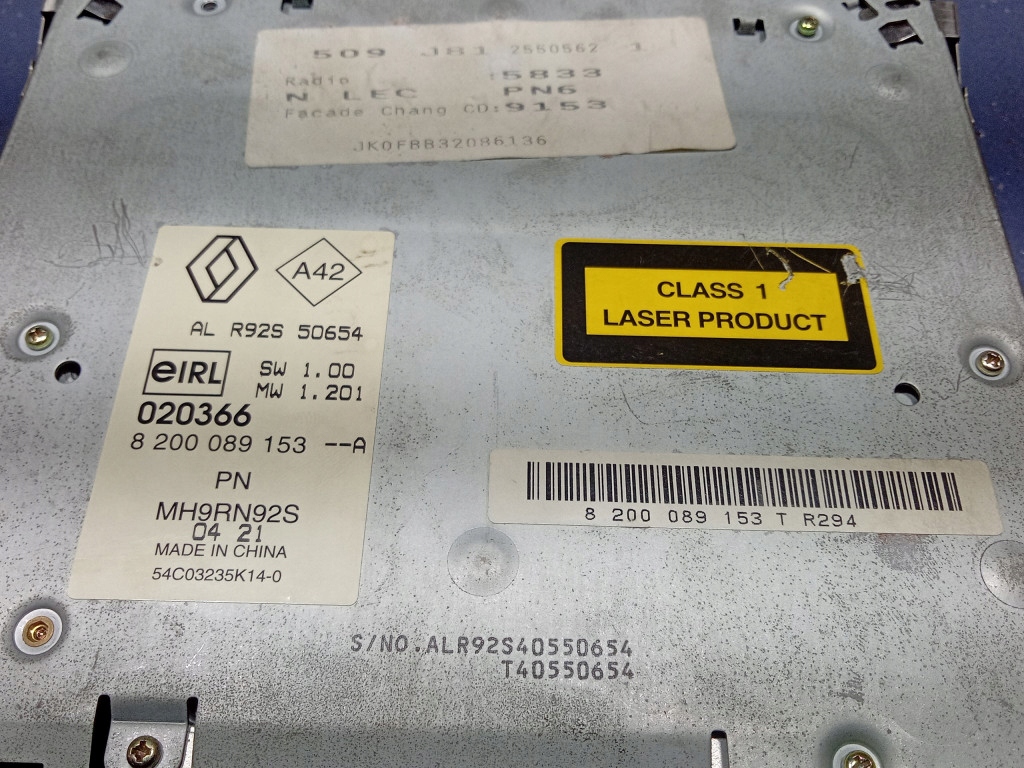 509 J81 2550562 1
Radio :5833
N LEC PN6
Facade Chang CD:9153
JK0F8B32086136
A42
AL R92S 50654
eIRL SW 1.00
MW 1.201
020366
8 200 089 153 --A
PN
MH9RN92S
04 21
MADE IN CHINA
54C03235K14-0
CLASS 1
LASER PRODUCT
8 200 089 153 T R294
S/NO.ALR92S40550654
T40550654